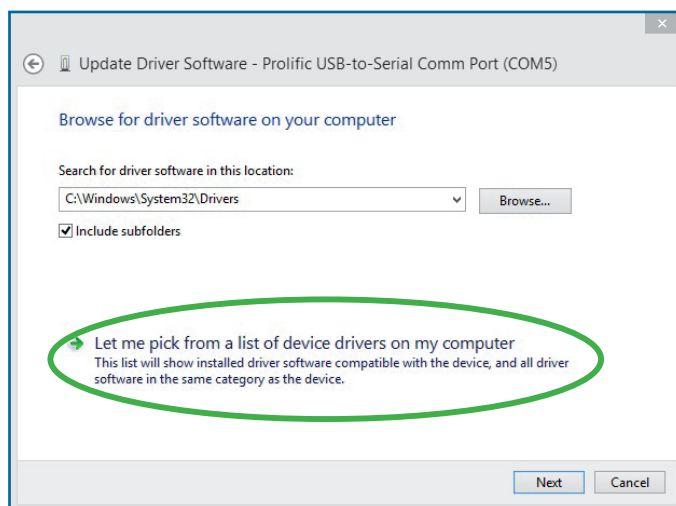 Update Driver Software - Prolific USB-to-Serial Comm Port (COM5)
Browse for driver software on your computer
Search for driver software in this location:
C:\Windows\System32\Drivers
Browse...
Include subfolders
Let me pick from a list of device drivers on my computer
This list will show installed driver software compatible with the device, and all driver
software in the same category as the device.
Next
Cancel